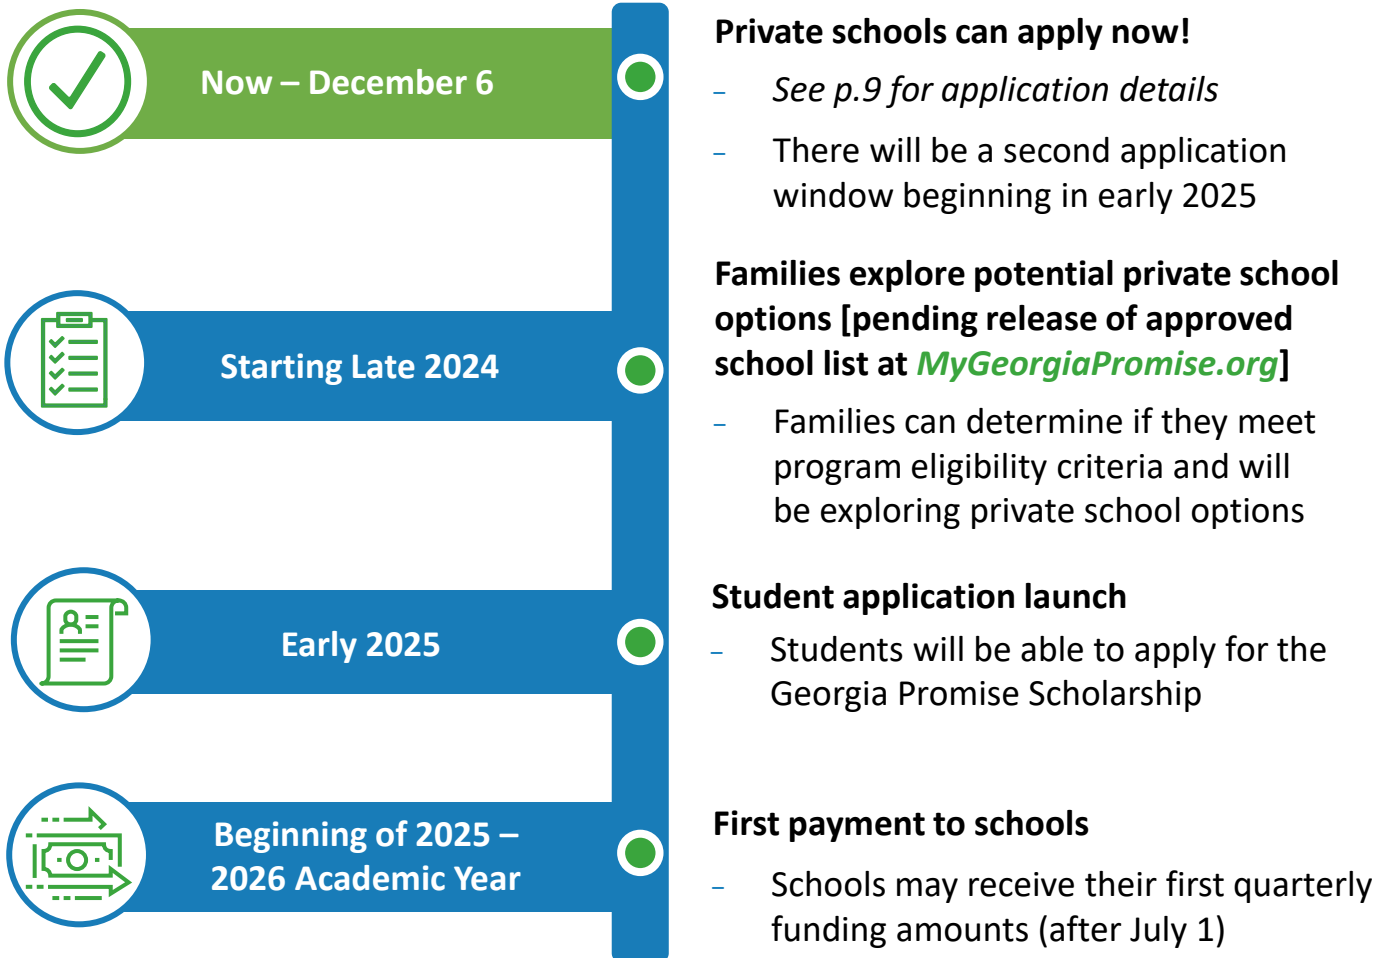 Now – December 6
Private schools can apply now!
– See p.9 for application details
– There will be a second application
window beginning in early 2025
Starting Late 2024
Families explore potential private school
options [pending release of approved
school list at MyGeorgiaPromise.org]
– Families can determine if they meet
program eligibility criteria and will
be exploring private school options
Early 2025
Student application launch
– Students will be able to apply for the
Georgia Promise Scholarship
Beginning of 2025 –
2026 Academic Year
First payment to schools
– Schools may receive their first quarterly
funding amounts (after July 1)